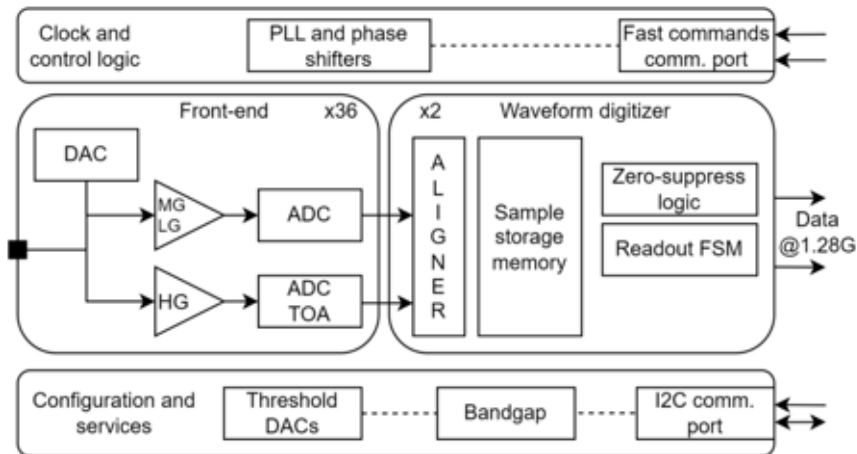 Clock and
control logic
PLL and phase
shifters
Fast commands
comm. port
Front-end
x36
x2
Waveform digitizer
DAC
MG
LG
ADC
HG
ADC
TOA
A
L
I
G
N
E
R
Sample
storage
memory
Zero-suppress
logic
Readout FSM
Data
@1.28G
Configuration and
services
Threshold
DACs
Bandgap
I2C comm.
port